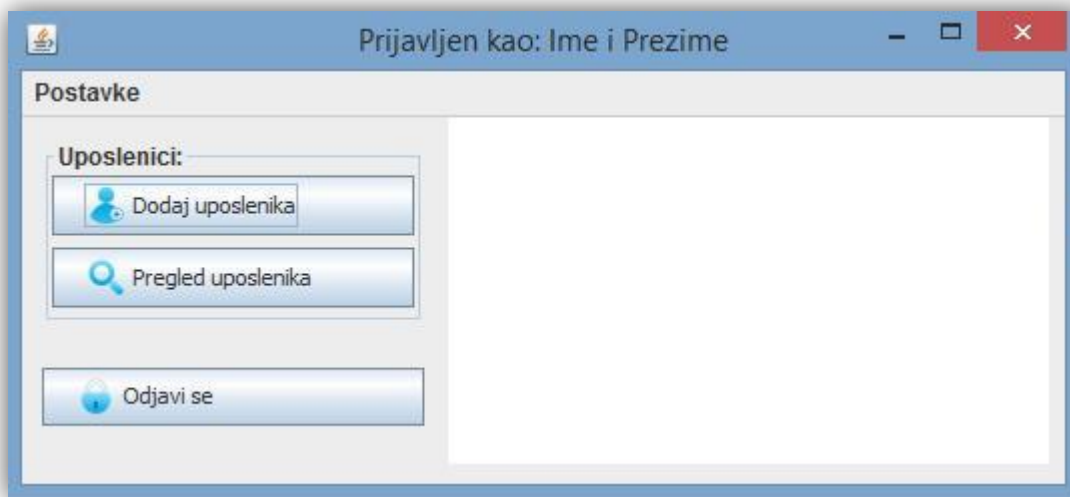 Prijavljen kao: Ime i Prezime
Postavke
Uposlenici:
Dodaj uposlenika
Pregled uposlenika
Odjavi se